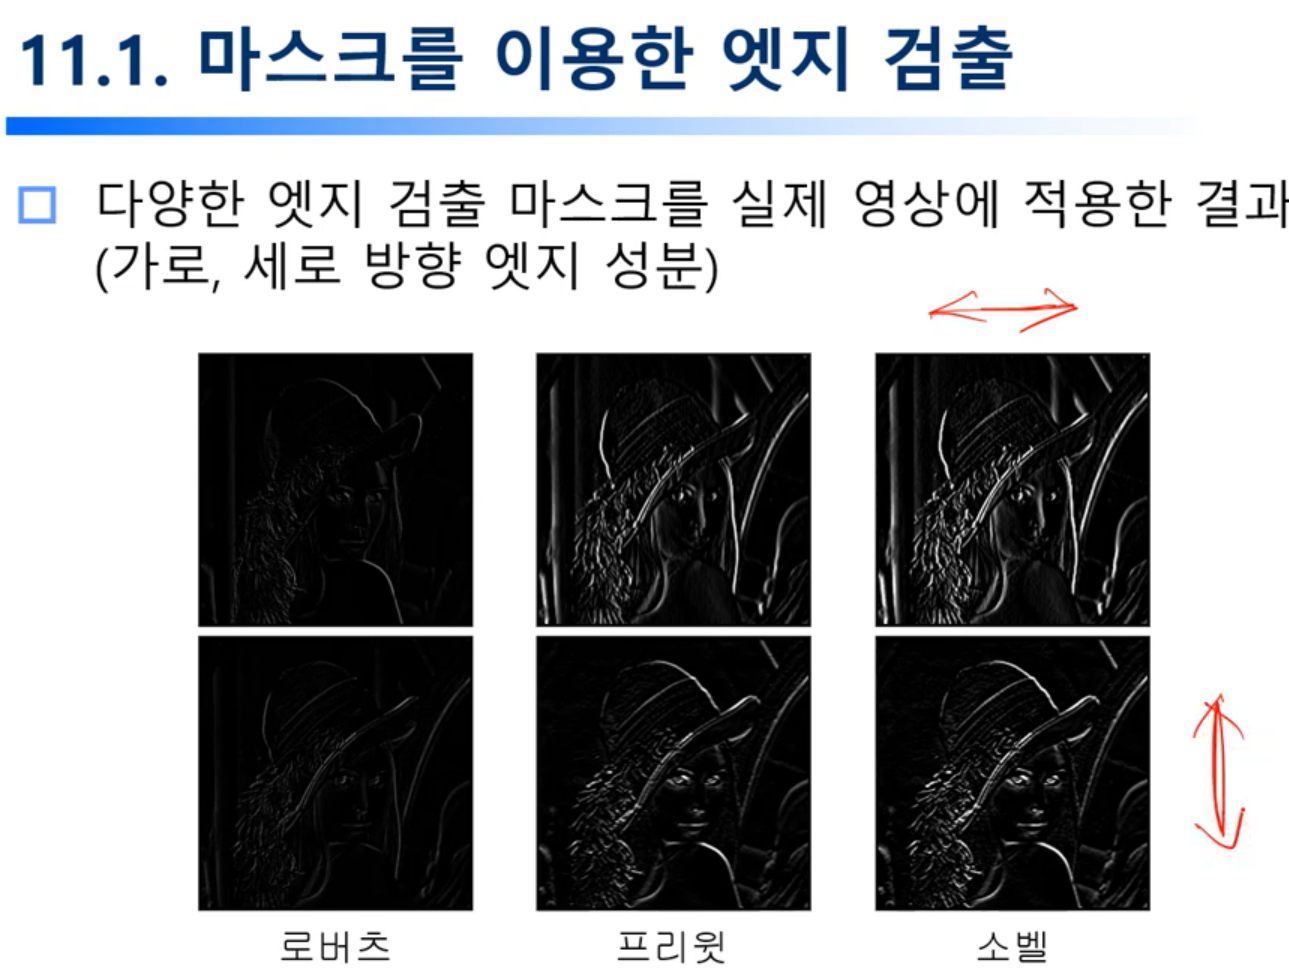 11.1. 마스크를 이용한 엣지 검출
다양한 엣지 검출 마스크를 실제 영상에 적용한 결과
(가로, 세로 방향 엣지 성분)
로버츠 프리윗 소벨